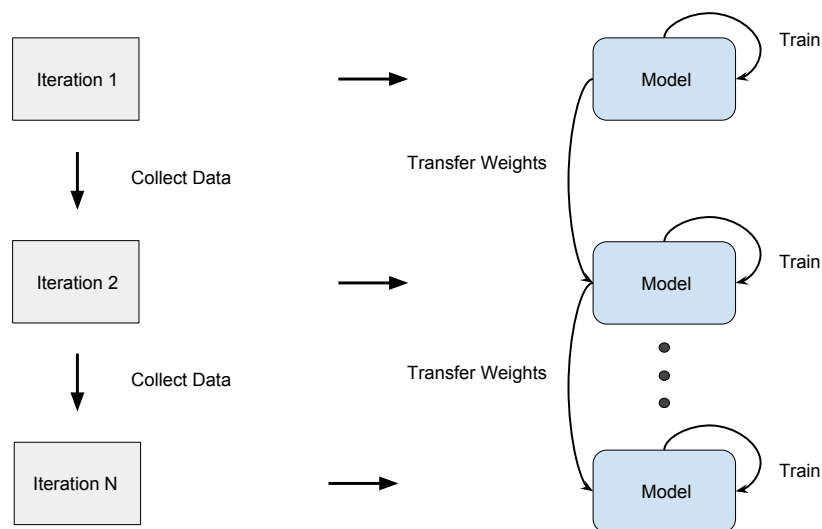 Train
Iteration 1
Model
Transfer Weights
Collect Data
Iteration 2
Model
Train
Transfer Weights
Collect Data
Iteration N
Model
Train